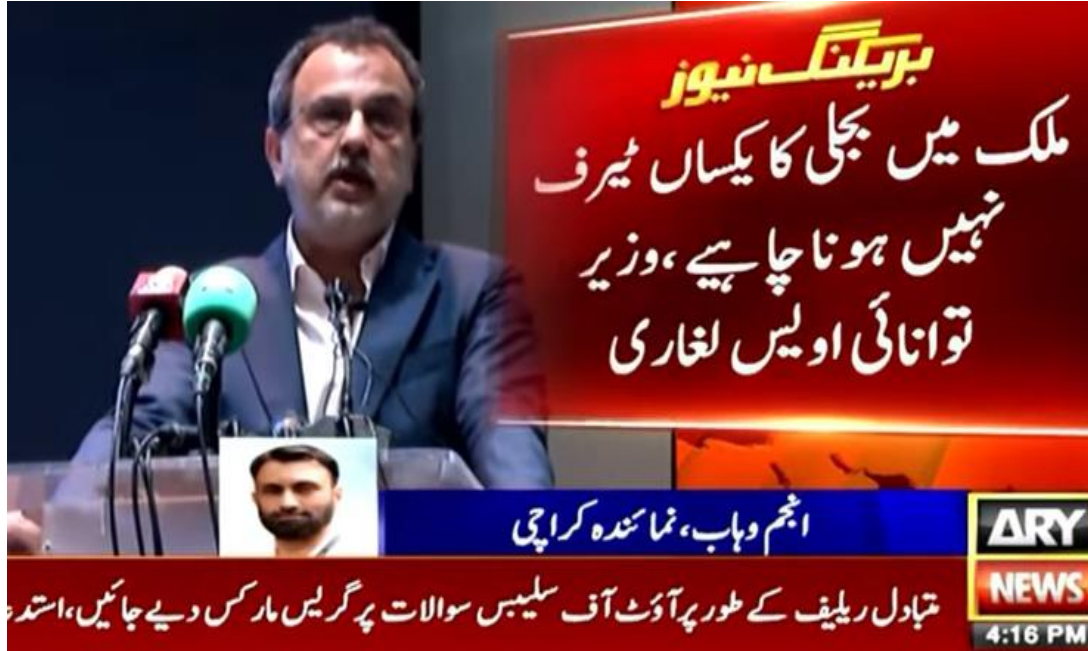 بریکنگ نیوز
ملک میں بجلی کا یکساں ٹیرف
نہیں ہونا چاہیے، وزیر
توانائی اویس لغاری
انجم وہاب، نمائندہ کراچی
ARY
NEWS
متبادل ریلیف کے طور پر آؤٹ آف سلیبس سوالات پر گریس مارکس دیے جائیں، استدع
4:16 PM